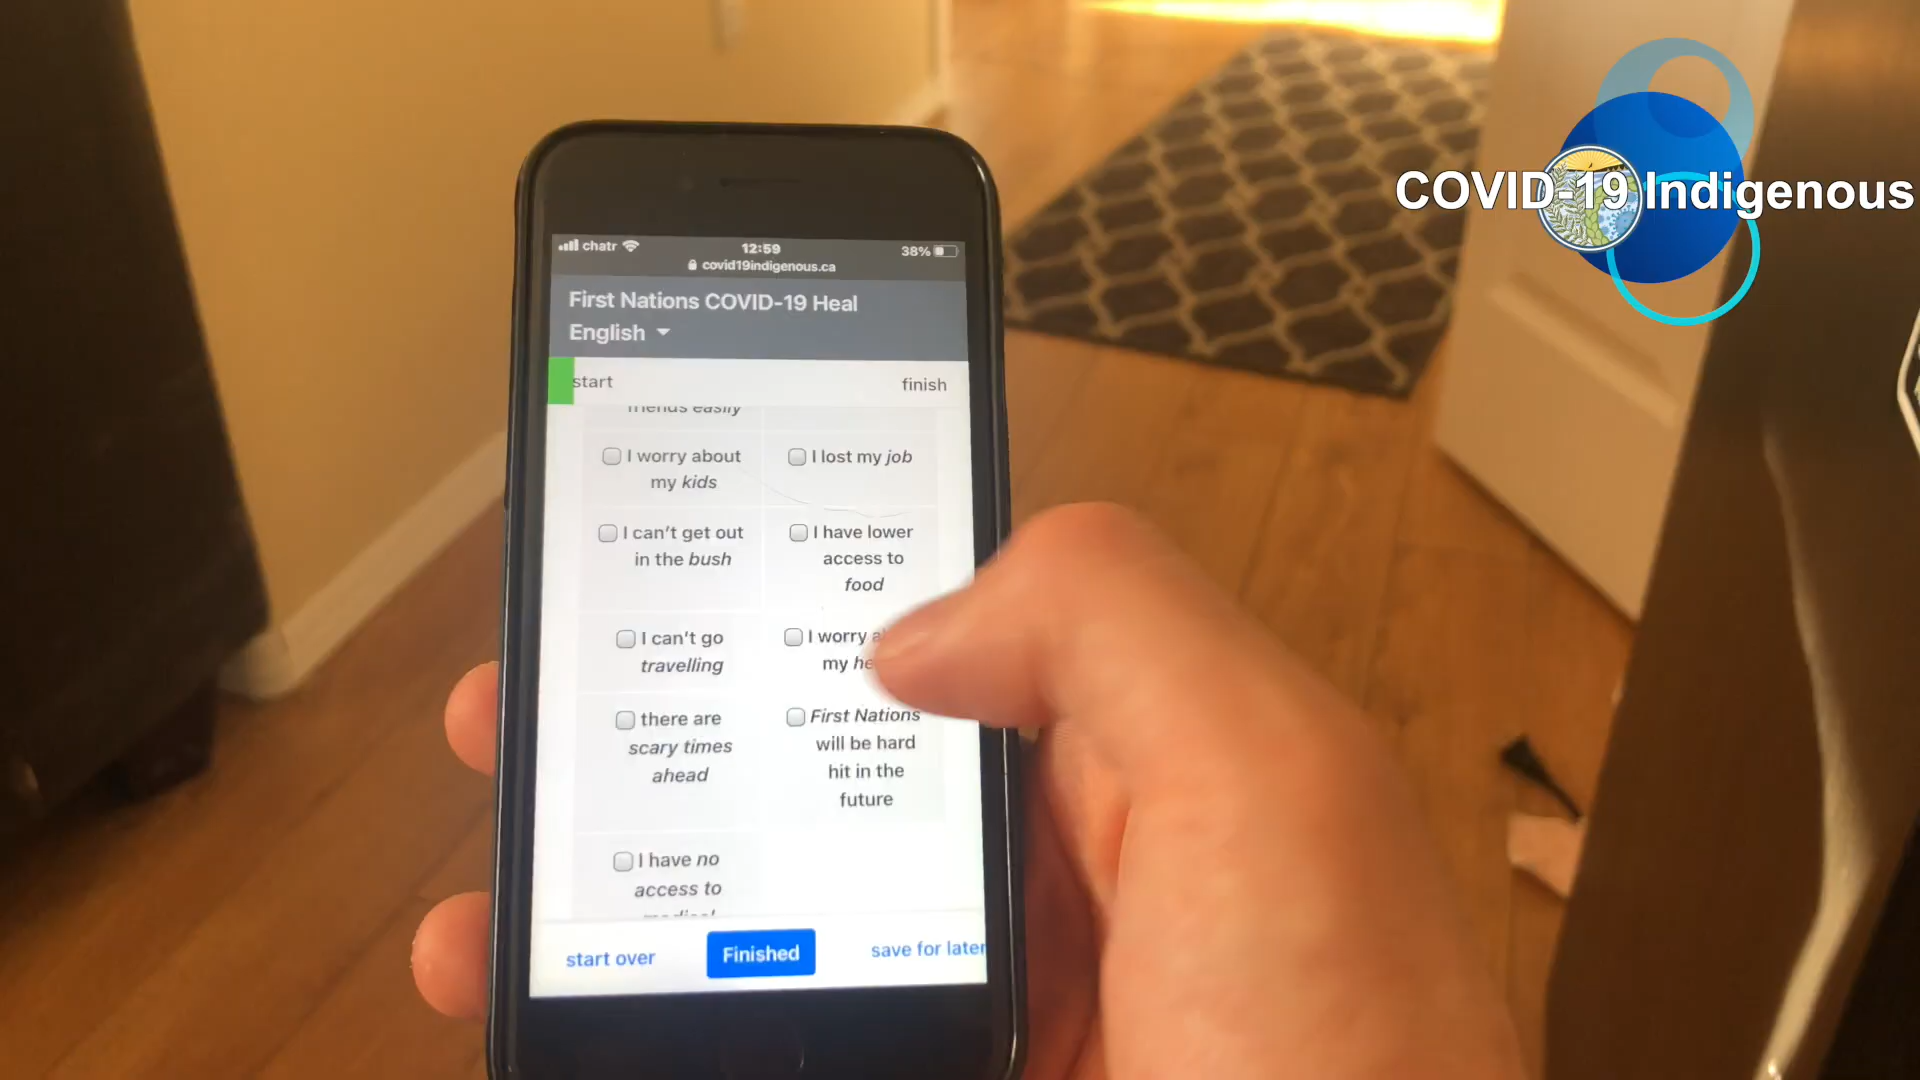 COVID-19 Indigenous
chatr 12:59 38%
covid19indigenous.ca
First Nations COVID-19 Heal
English
start finish
friends easily
I worry about
my kids
I lost my job
I can't get out
in the bush
I have lower
access to
food
I can't go
travelling
I worry
my
there are
scary times
ahead
First Nations
will be hard
hit in the
future
I have no
access to
start over Finished save for later